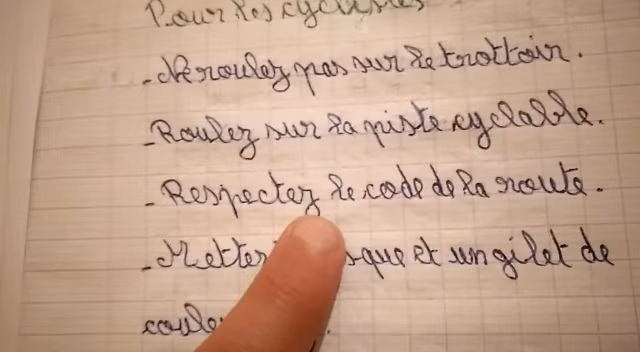 Pour les cyclistes
- Ne roulez pas sur le trottoir.
- Roulez sur la piste cyclable.
- Respectez le code de la route.
- Mettez et un gilet de